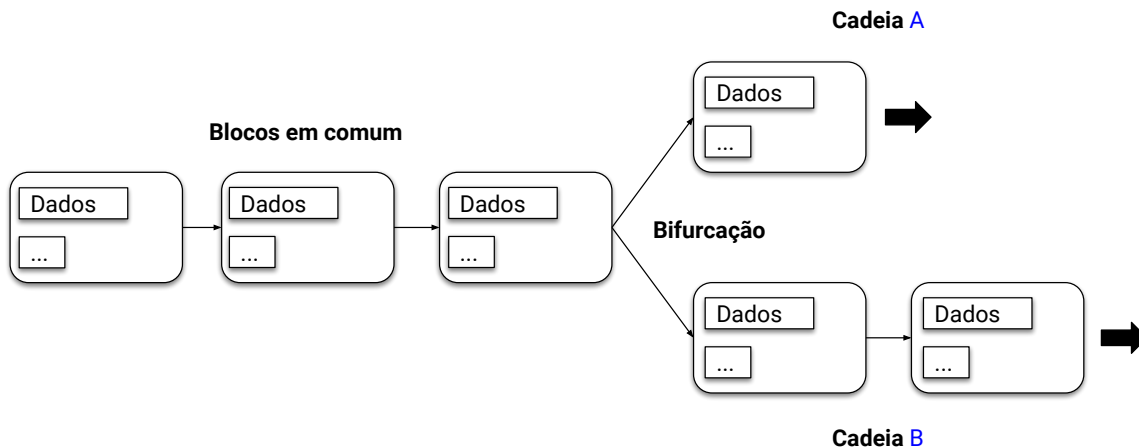 Cadeia A
Dados
...
Blocos em comum
Dados
...
Dados
...
Dados
...
Bifurcação
Dados
...
Dados
...
Cadeia B